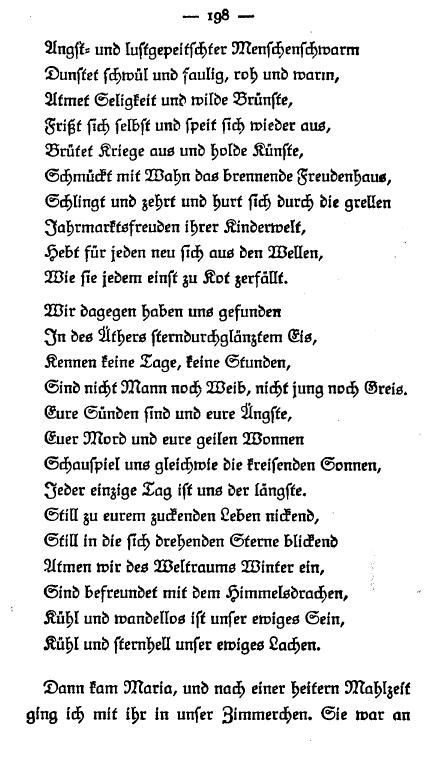 — 198 —
Angst- und lustgepeitschter Menschenschwarm
Dunstet schwül und faulig, roh und warm,
Atmet Seligkeit und wilde Brünste,
Frißt sich selbst und speit sich wieder aus,
Brütet Kriege aus und holde Künste,
Schmückt mit Wahn das brennende Freudenhaus,
Schlingt und zehrt und hurt sich durch die grellen
Jahrmarktsfreuden ihrer Kinderwelt,
Hebt für jeden neu sich aus den Wellen,
Wie sie jedem einst zu Kot zerfällt.
Wir dagegen haben uns gefunden
In des Äthers sterndurchglänztem Eis,
Kennen keine Tage, keine Stunden,
Sind nicht Mann noch Weib, nicht jung noch Greis.
Eure Sünden sind und eure Ängste,
Euer Mord und eure geilen Wonnen
Schauspiel uns gleichwie die kreisenden Sonnen,
Jeder einzige Tag ist uns der längste.
Still zu eurem zuckenden Leben nickend,
Still in die sich drehenden Sterne blickend
Atmen wir des Weltraums Winter ein,
Sind befreundet mit dem Himmelsdrachen,
Kühl und wandellos ist unser ewiges Sein,
Kühl und sternhell unser ewiges Lachen.
Dann kam Maria, und nach einer heitern Mahlzeit
ging ich mit ihr in unser Zimmerchen. Sie war an